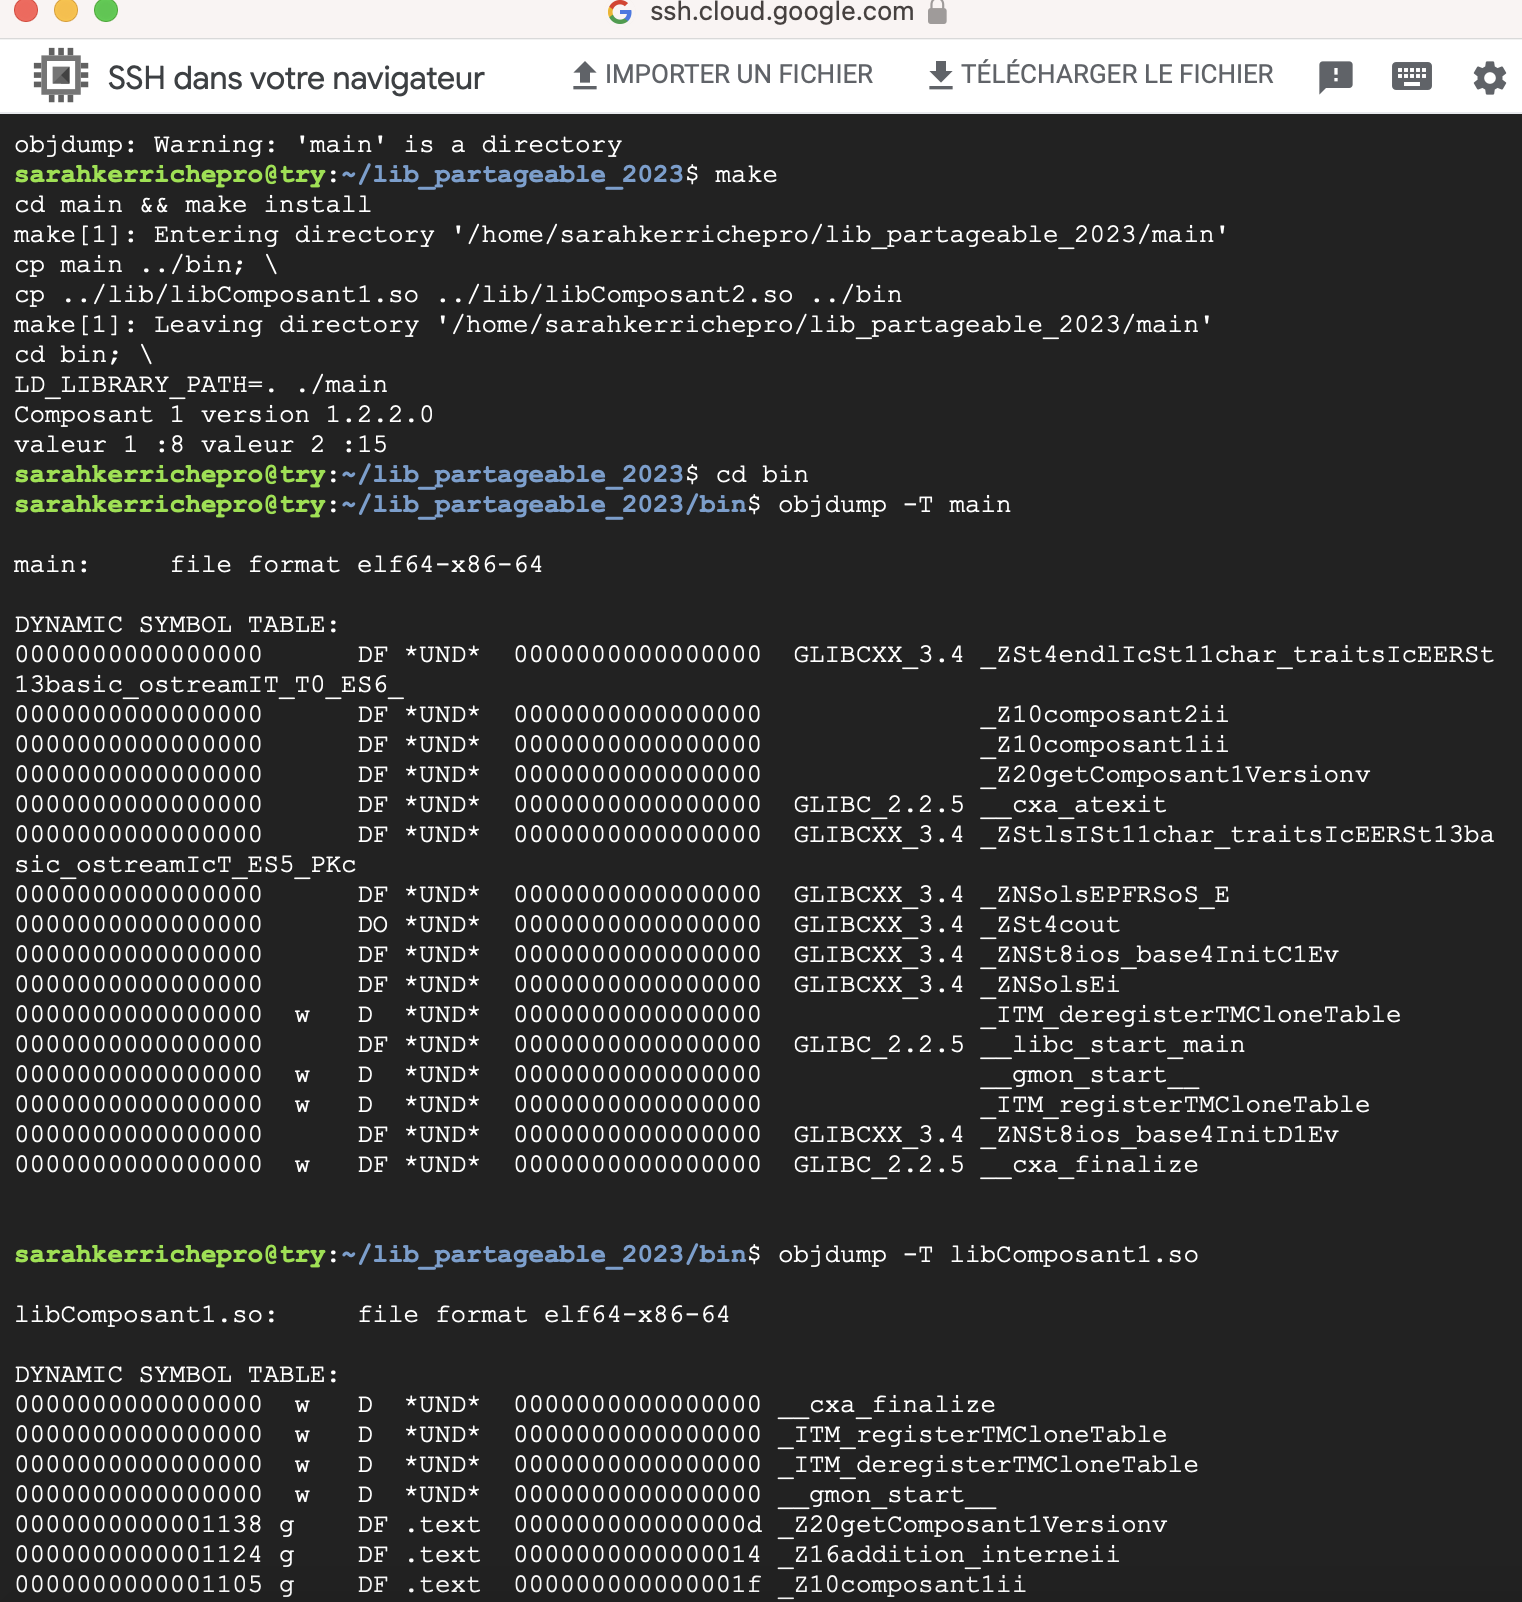 ssh.cloud.google.com
SSH dans votre navigateur IMPORTER UN FICHIER TÉLÉCHARGER LE FICHIER
objdump: Warning: 'main' is a directory
sarahkerrichepro@try:~/lib_partageable_2023$ make
cd main && make install
make[1]: Entering directory '/home/sarahkerrichepro/lib_partageable_2023/main'
cp main ../bin; \
cp ../lib/libComposant1.so ../lib/libComposant2.so ../bin
make[1]: Leaving directory '/home/sarahkerrichepro/lib_partageable_2023/main'
cd bin; \
LD_LIBRARY_PATH=. ./main
Composant 1 version 1.2.2.0
valeur 1 :8 valeur 2 :15
sarahkerrichepro@try:~/lib_partageable_2023$ cd bin
sarahkerrichepro@try:~/lib_partageable_2023/bin$ objdump -T main
main:     file format elf64-x86-64
DYNAMIC SYMBOL TABLE:
0000000000000000      DF *UND*  0000000000000000  GLIBCXX_3.4 _ZSt4endlIcSt11char_traitsIcEERSt
13basic_ostreamIT_T0_ES6_
0000000000000000      DF *UND*  0000000000000000              _Z10composant2ii
0000000000000000      DF *UND*  0000000000000000              _Z10composant1ii
0000000000000000      DF *UND*  0000000000000000              _Z20getComposant1Versionv
0000000000000000      DF *UND*  0000000000000000  GLIBC_2.2.5 __cxa_atexit
0000000000000000      DF *UND*  0000000000000000  GLIBCXX_3.4 _ZStlsISt11char_traitsIcEERSt13ba
sic_ostreamIcT_ES5_PKc
0000000000000000      DF *UND*  0000000000000000  GLIBCXX_3.4 _ZNSolsEPFRSoS_E
0000000000000000      DO *UND*  0000000000000000  GLIBCXX_3.4 _ZSt4cout
0000000000000000      DF *UND*  0000000000000000  GLIBCXX_3.4 _ZNSt8ios_base4InitC1Ev
0000000000000000      DF *UND*  0000000000000000  GLIBCXX_3.4 _ZNSolsEi
0000000000000000  w   D  *UND*  0000000000000000              _ITM_deregisterTMCloneTable
0000000000000000      DF *UND*  0000000000000000  GLIBC_2.2.5 __libc_start_main
0000000000000000  w   D  *UND*  0000000000000000              __gmon_start__
0000000000000000  w   D  *UND*  0000000000000000              _ITM_registerTMCloneTable
0000000000000000      DF *UND*  0000000000000000  GLIBCXX_3.4 _ZNSt8ios_base4InitD1Ev
0000000000000000  w   DF *UND*  0000000000000000  GLIBC_2.2.5 __cxa_finalize
sarahkerrichepro@try:~/lib_partageable_2023/bin$ objdump -T libComposant1.so
libComposant1.so:     file format elf64-x86-64
DYNAMIC SYMBOL TABLE:
0000000000000000  w   D  *UND*  0000000000000000 __cxa_finalize
0000000000000000  w   D  *UND*  0000000000000000 _ITM_registerTMCloneTable
0000000000000000  w   D  *UND*  0000000000000000 _ITM_deregisterTMCloneTable
0000000000000000  w   D  *UND*  0000000000000000 __gmon_start__
0000000000001138 g    DF .text  000000000000000d _Z20getComposant1Versionv
0000000000001124 g    DF .text  0000000000000014 _Z16addition_interneii
0000000000001105 g    DF .text  000000000000001f _Z10composant1ii